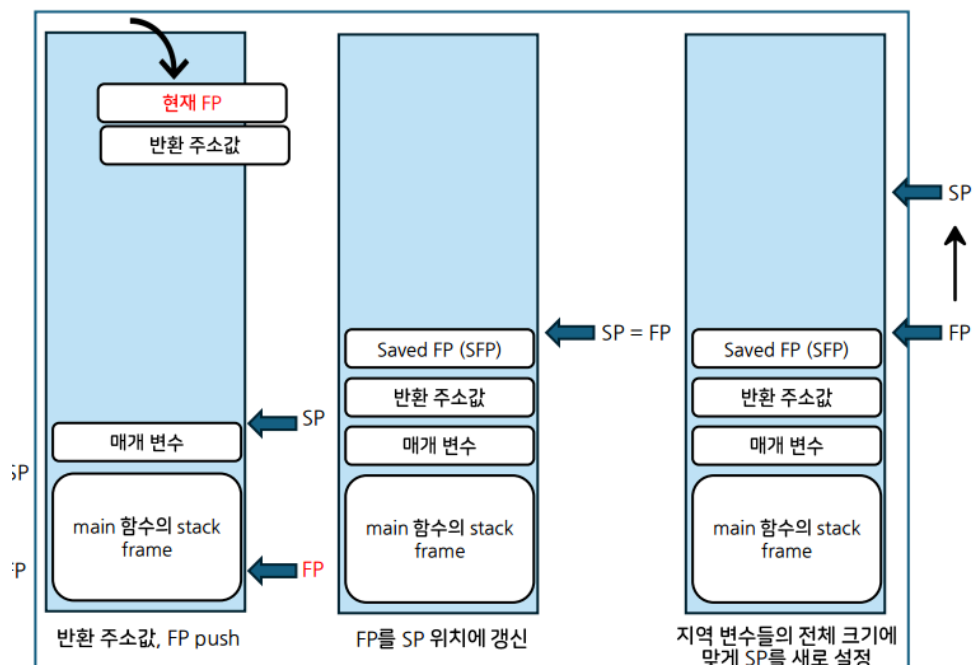 현재 FP
반환 주소값
SP
매개 변수
SP
main 함수의 stack
frame
FP
FP
반환 주소값, FP push
SP = FP
Saved FP (SFP)
반환 주소값
매개 변수
main 함수의 stack
frame
FP를 SP 위치에 갱신
SP
FP
Saved FP (SFP)
반환 주소값
매개 변수
main 함수의 stack
frame
지역 변수들의 전체 크기에
맞게 SP를 새로 설정